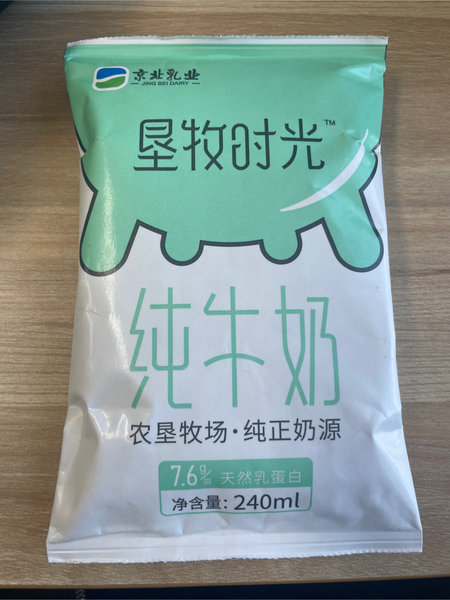 京北乳业
JING BEI DAIRY
垦牧时光™
纯牛奶
农垦牧场·纯正奶源
7.6g/袋 天然乳蛋白
净含量: 240ml